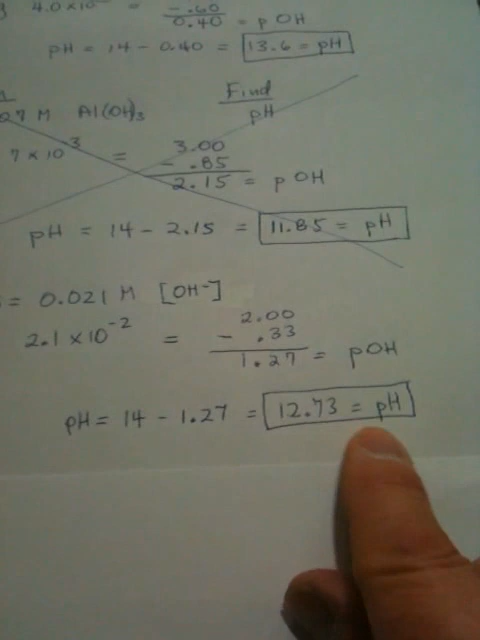 4.0×10 = -.60
0.40 = pOH
pH = 14 - 0.40 = 13.6 = pH
27 M Al(OH)3 Find pH
7×10⁻³ = 3.00
- .85
2.15 = pOH
pH = 14 - 2.15 = 11.85 = pH
= 0.021 M [OH-]
2.1×10⁻² = 2.00
- .33
1.27 = pOH
pH = 14 - 1.27 = 12.73 = pH